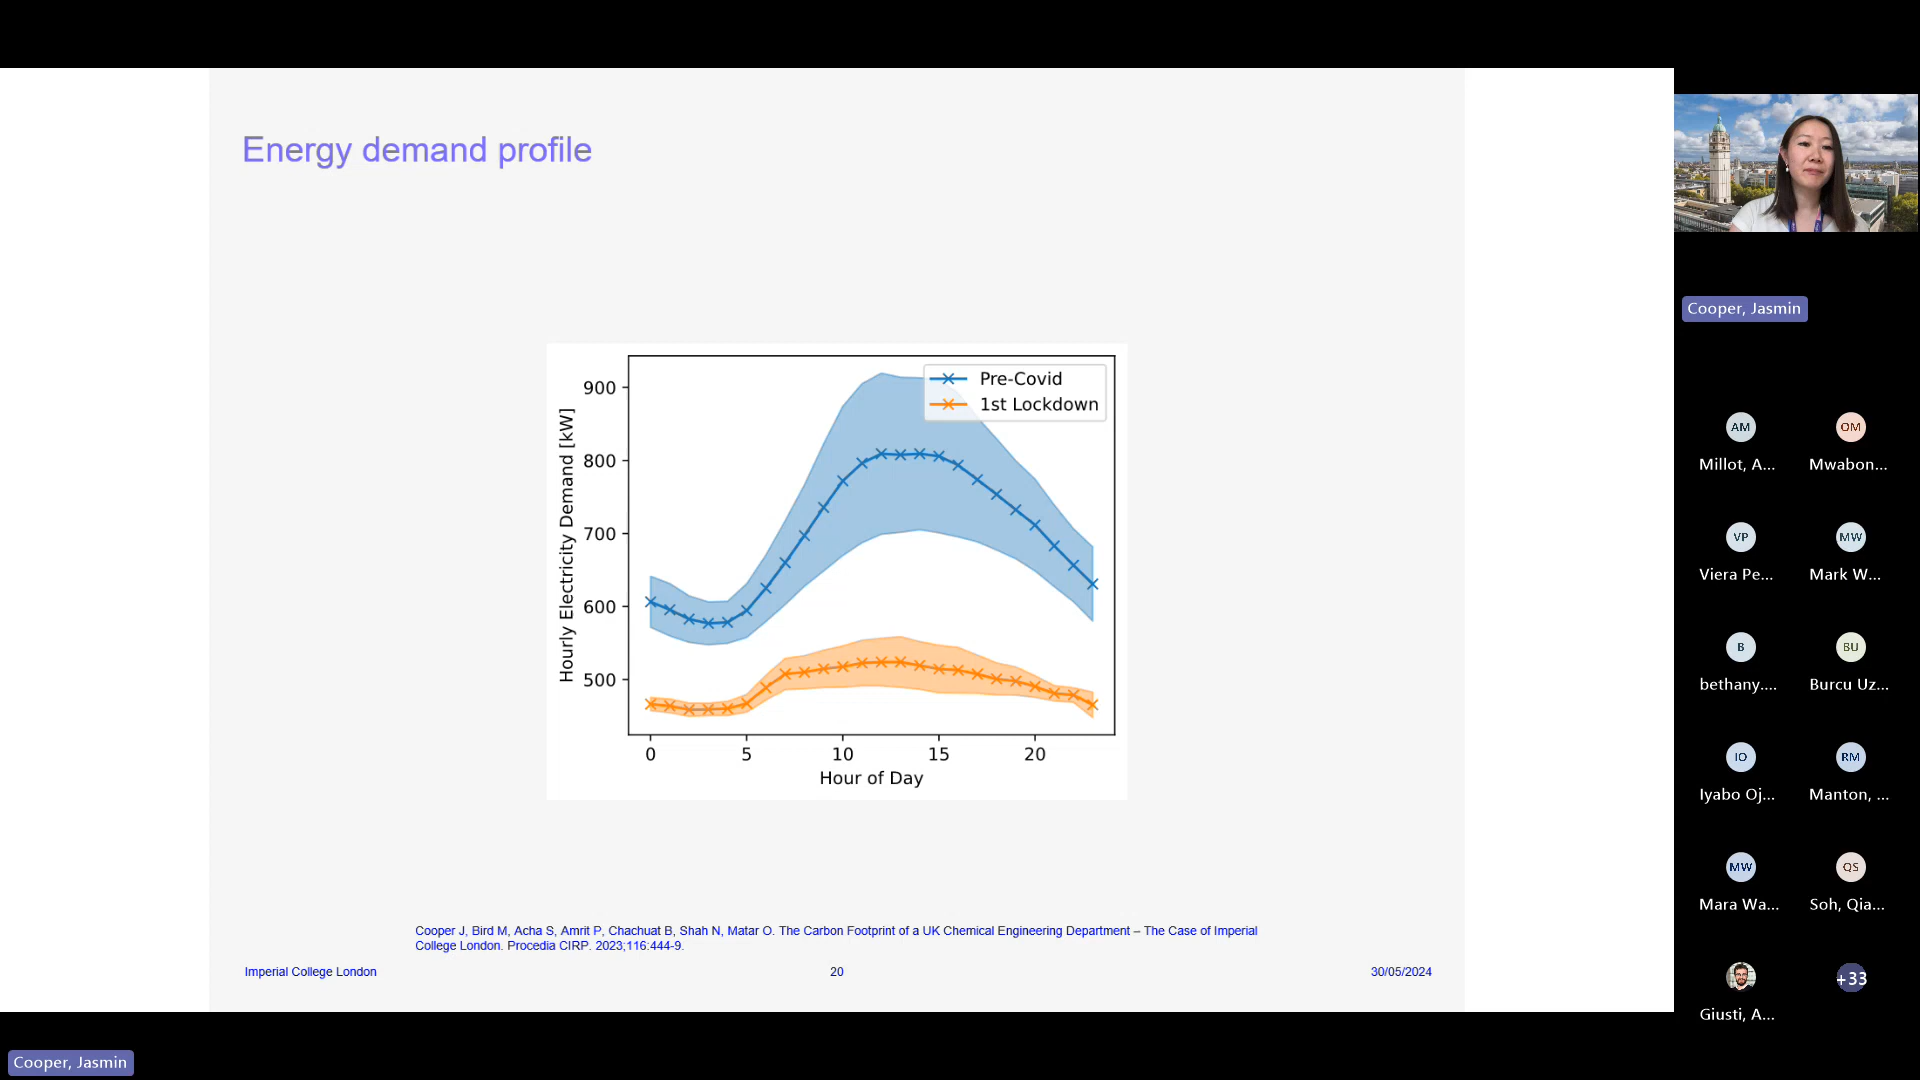 Energy demand profile
900
800
700
600
500
Hourly Electricity Demand [kW]
Pre-Covid
1st Lockdown
0 5 10 15 20
Hour of Day
Cooper J, Bird M, Acha S, Amrit P, Chachuat B, Shah N, Matar O. The Carbon Footprint of a UK Chemical Engineering Department – The Case of Imperial
College London. Procedia CIRP. 2023;116:444-9.
Imperial College London 20 30/05/2024
Cooper, Jasmin
AM OM
Millot, A... Mwabon...
VP MW
Viera Pe... Mark W...
B BU
bethany.... Burcu Uz...
IO RM
Iyabo Oj... Manton, ...
MW QS
Mara Wa... Soh, Qia...
+33
Giusti, A...
Cooper, Jasmin